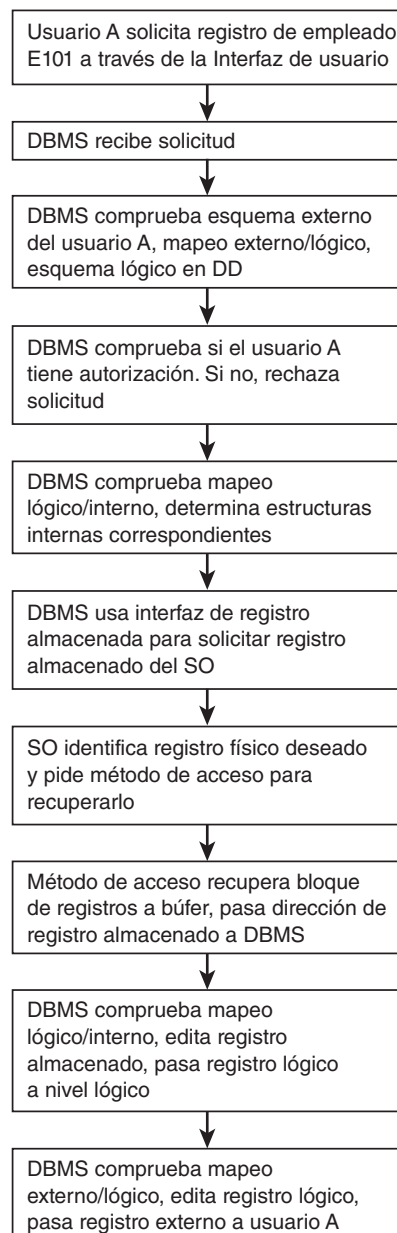 Usuario A solicita registro de empleado
E101 a través de la Interfaz de usuario
DBMS recibe solicitud
DBMS comprueba esquema externo
del usuario A, mapeo externo/lógico,
esquema lógico en DD
DBMS comprueba si el usuario A
tiene autorización. Si no, rechaza
solicitud
DBMS comprueba mapeo
lógico/interno, determina estructuras
internas correspondientes
DBMS usa interfaz de registro
almacenada para solicitar registro
almacenado del SO
SO identifica registro físico deseado
y pide método de acceso para
recuperarlo
Método de acceso recupera bloque
de registros a búfer, pasa dirección de
registro almacenado a DBMS
DBMS comprueba mapeo
lógico/interno, edita registro
almacenado, pasa registro lógico
a nivel lógico
DBMS comprueba mapeo
externo/lógico, edita registro lógico,
pasa registro externo a usuario A